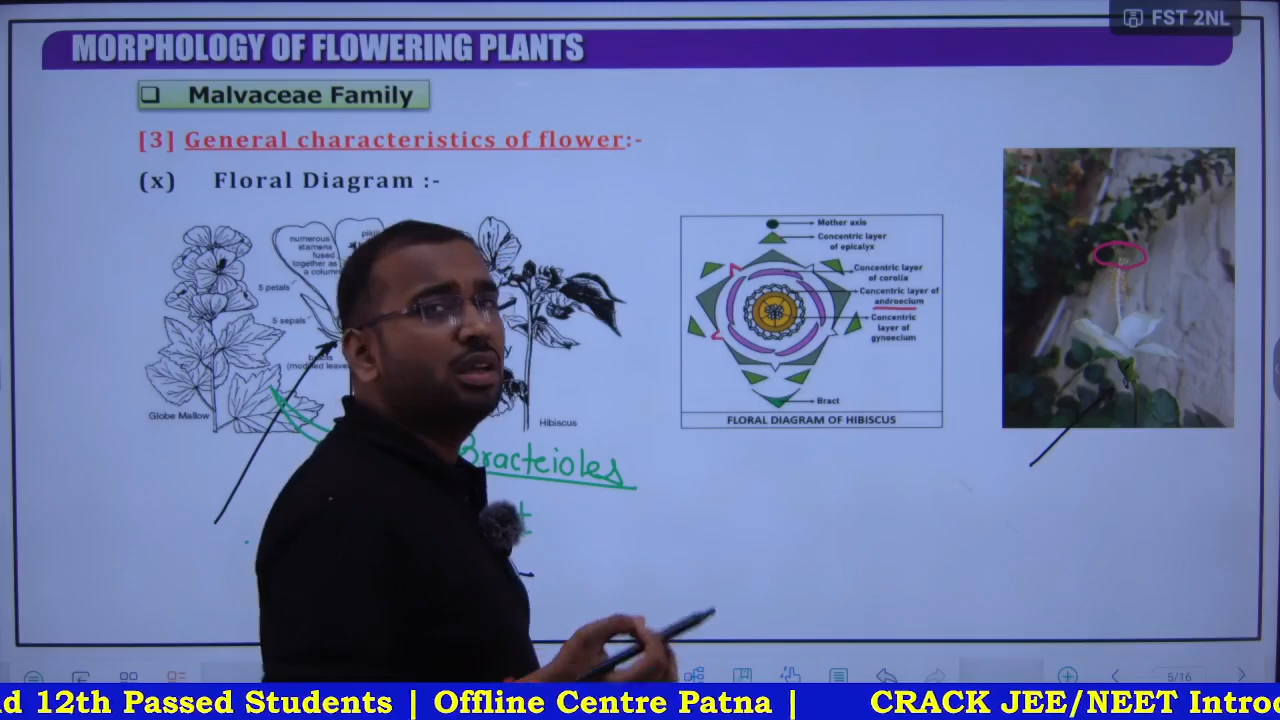 FST 2NL
MORPHOLOGY OF FLOWERING PLANTS
❑ Malvaceae Family
[3] General characteristics of flower:-
(x) Floral Diagram :-
numerous
stamens
fused
together as
a column
5 petals
5 sepals
(modified leaves
Globe Mallow
Hibiscus
Mother axis
Concentric layer
of epicalyx
Concentric layer
of corolla
Concentric layer of
androecium
Concentric
layer of
gynoecium
Bract
FLORAL DIAGRAM OF HIBISCUS
Bracteioles
5/16
d 12th Passed Students | Offline Centre Patna | CRACK JEE/NEET Introd